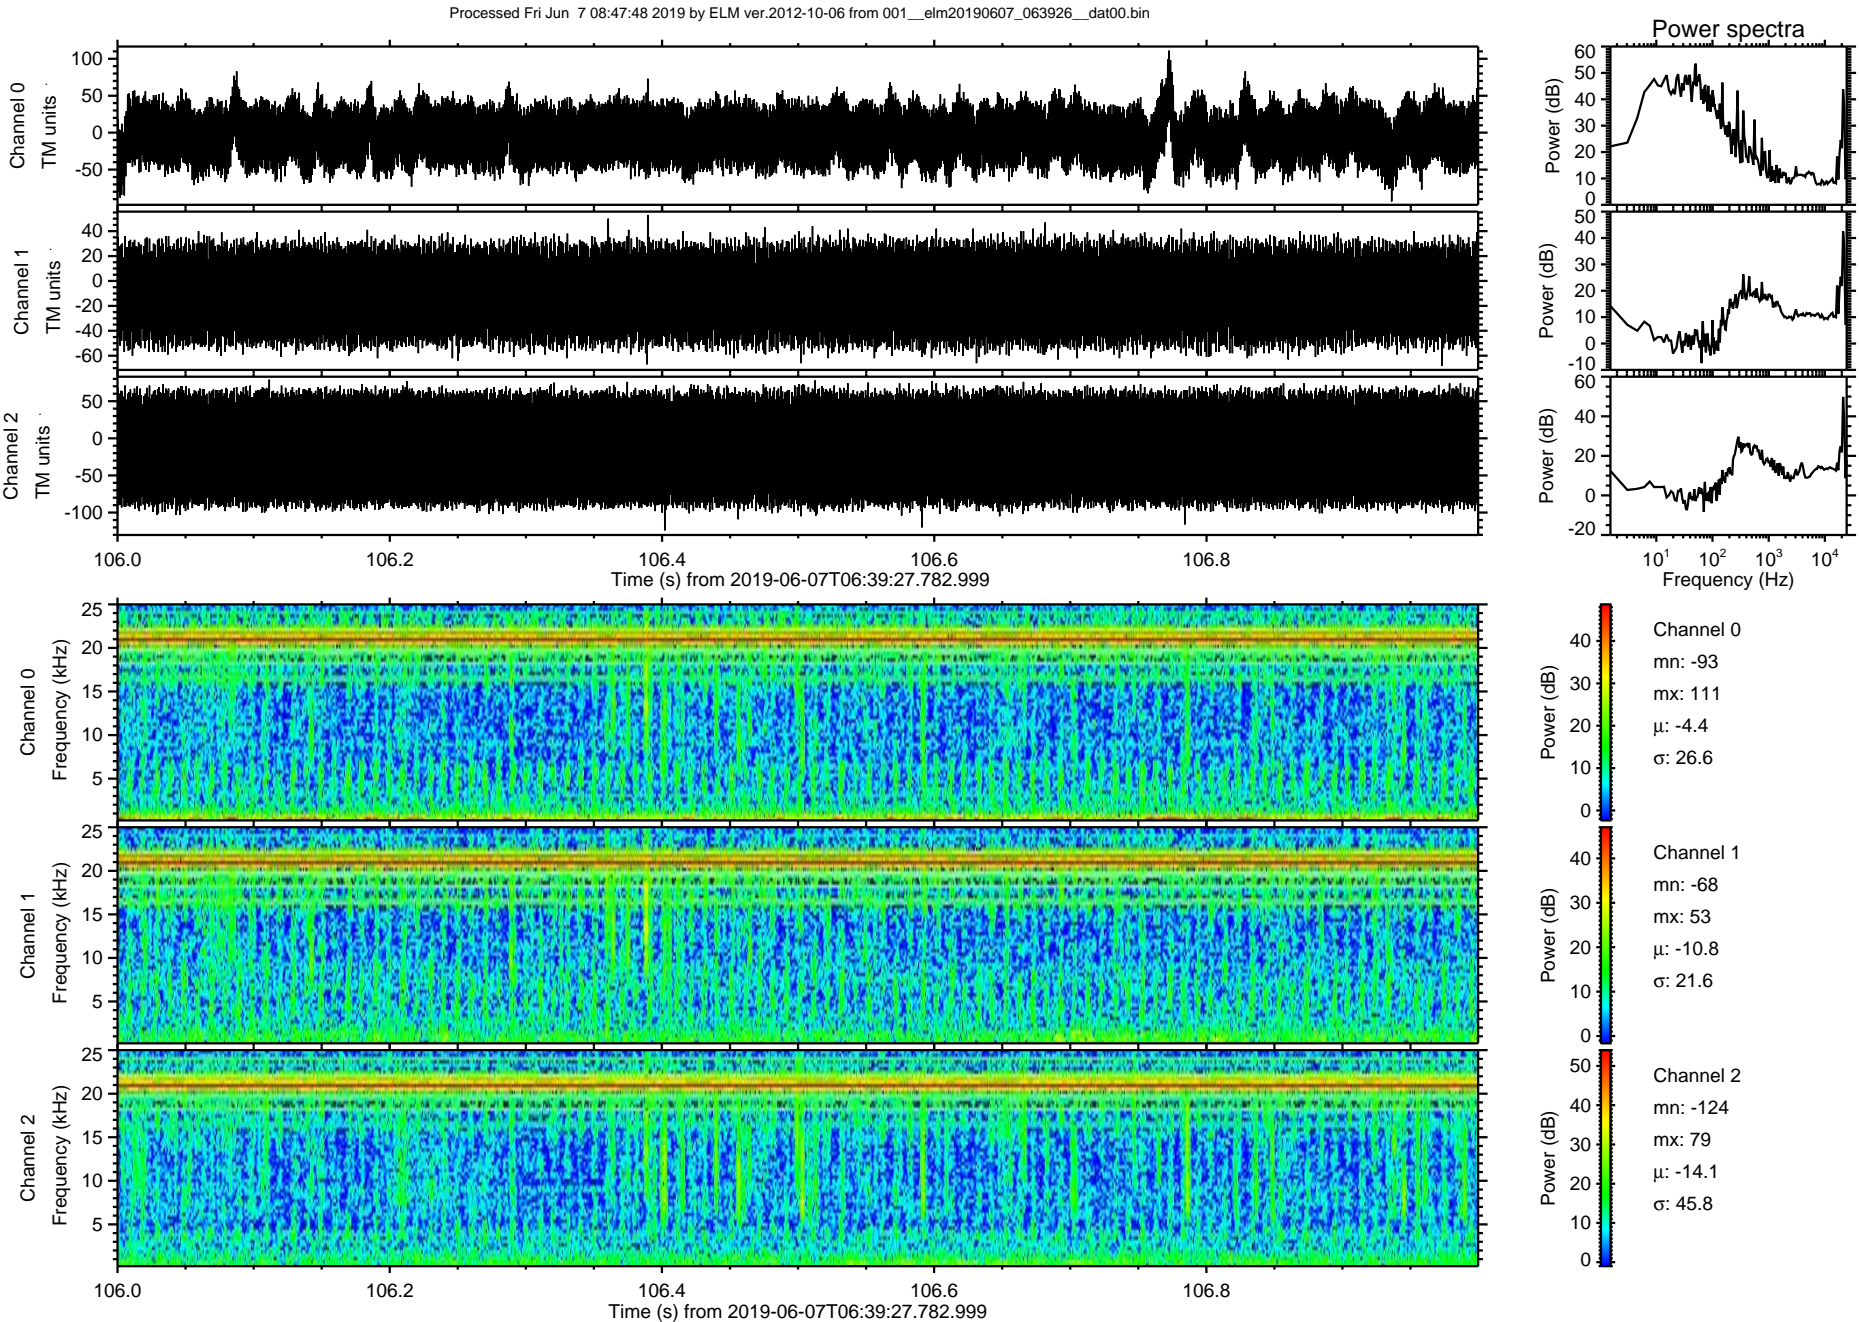 Processed Fri Jun  7 08:47:48 2019 by ELM ver.2012-10-06 from 001__elm20190607_063926__dat00.bin
Power spectra
Channel 0
TM units
100
50
0
-50
Power (dB)
60
50
40
30
20
10
0
Channel 1
TM units
40
20
0
-20
-40
-60
Power (dB)
50
40
30
20
10
0
-10
Channel 2
TM units
50
0
-50
-100
Power (dB)
60
40
20
0
-20
106.0 106.2 106.4 106.6 106.8
Time (s) from 2019-06-07T06:39:27.782.999
10¹ 10² 10³ 10⁴
Frequency (Hz)
Channel 0
Frequency (kHz)
25
20
15
10
5
Power (dB)
40
30
20
10
0
Channel 0
mn: -93
mx: 111
μ: -4.4
σ: 26.6
Channel 1
Frequency (kHz)
25
20
15
10
5
Power (dB)
40
30
20
10
0
Channel 1
mn: -68
mx: 53
μ: -10.8
σ: 21.6
Channel 2
Frequency (kHz)
25
20
15
10
5
Power (dB)
50
40
30
20
10
0
Channel 2
mn: -124
mx: 79
μ: -14.1
σ: 45.8
106.0 106.2 106.4 106.6 106.8
Time (s) from 2019-06-07T06:39:27.782.999